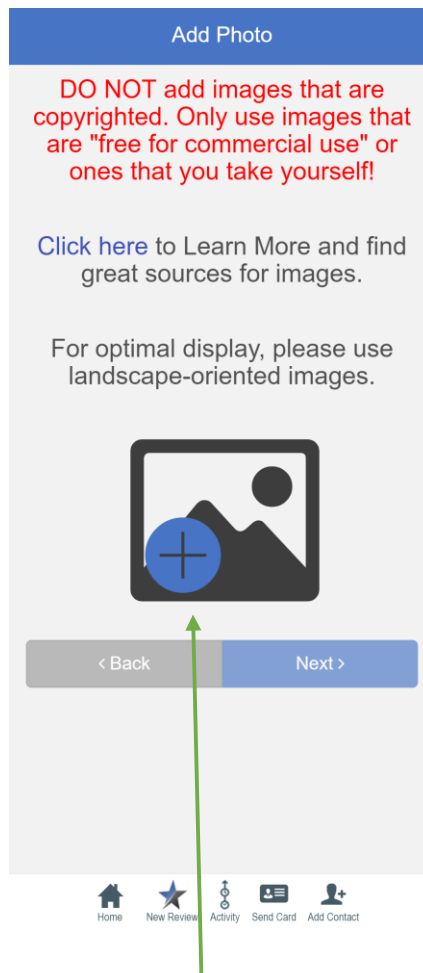 Add Photo
DO NOT add images that are
copyrighted. Only use images that
are "free for commercial use" or
ones that you take yourself!
Click here to Learn More and find
great sources for images.
For optimal display, please use
landscape-oriented images.
< Back
Next >
Home
New Review
Activity
Send Card
Add Contact